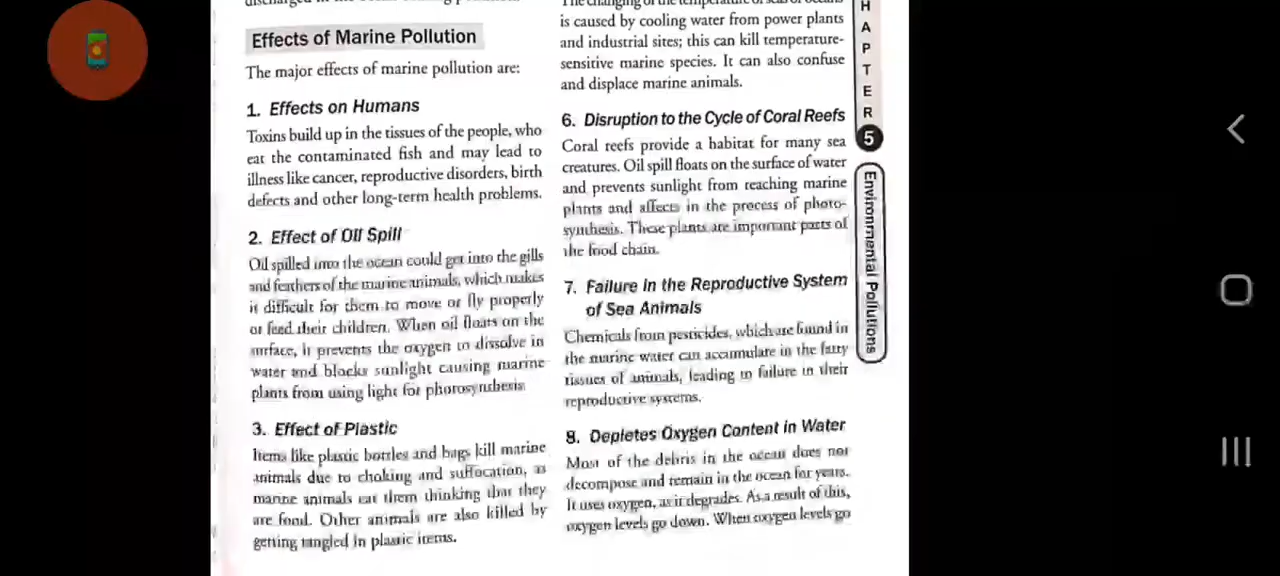 Effects of Marine Pollution
The major effects of marine pollution are:
1. Effects on Humans
Toxins build up in the tissues of the people, who
eat the contaminated fish and may lead to
illness like cancer, reproductive disorders, birth
defects and other long-term health problems.
2. Effect of Oil Spill
Oil spilled into the ocean could get into the gills
and feathers of the marine animals, which makes
it difficult for them to move or fly properly
or feed their children. When oil floats on the
surface, it prevents the oxygen to dissolve in
water and blocks sunlight causing marine
plants from using light for photosynthesis.
3. Effect of Plastic
Items like plastic bottles and bags kill marine
animals due to choking and suffocation, as
marine animals eat them thinking that they
are food. Other animals are also killed by
getting tangled in plastic items.
The changing of the temperature of seas or oceans
is caused by cooling water from power plants
and industrial sites; this can kill temperature-
sensitive marine species. It can also confuse
and displace marine animals.
6. Disruption to the Cycle of Coral Reefs
Coral reefs provide a habitat for many sea
creatures. Oil spill floats on the surface of water
and prevents sunlight from reaching marine
plants and affects in the process of photo-
synthesis. These plants are important parts of
the food chain.
7. Failure in the Reproductive System
of Sea Animals
Chemicals from pesticides, which are found in
the marine water can accumulate in the fatty
tissues of animals, leading to failure in their
reproductive systems.
8. Depletes Oxygen Content in Water
Most of the debris in the ocean does not
decompose and remain in the ocean for years.
It uses oxygen, as it degrades. As a result of this,
oxygen levels go down. When oxygen levels go
H
A
P
T
E
R
5
Environmental Pollutions